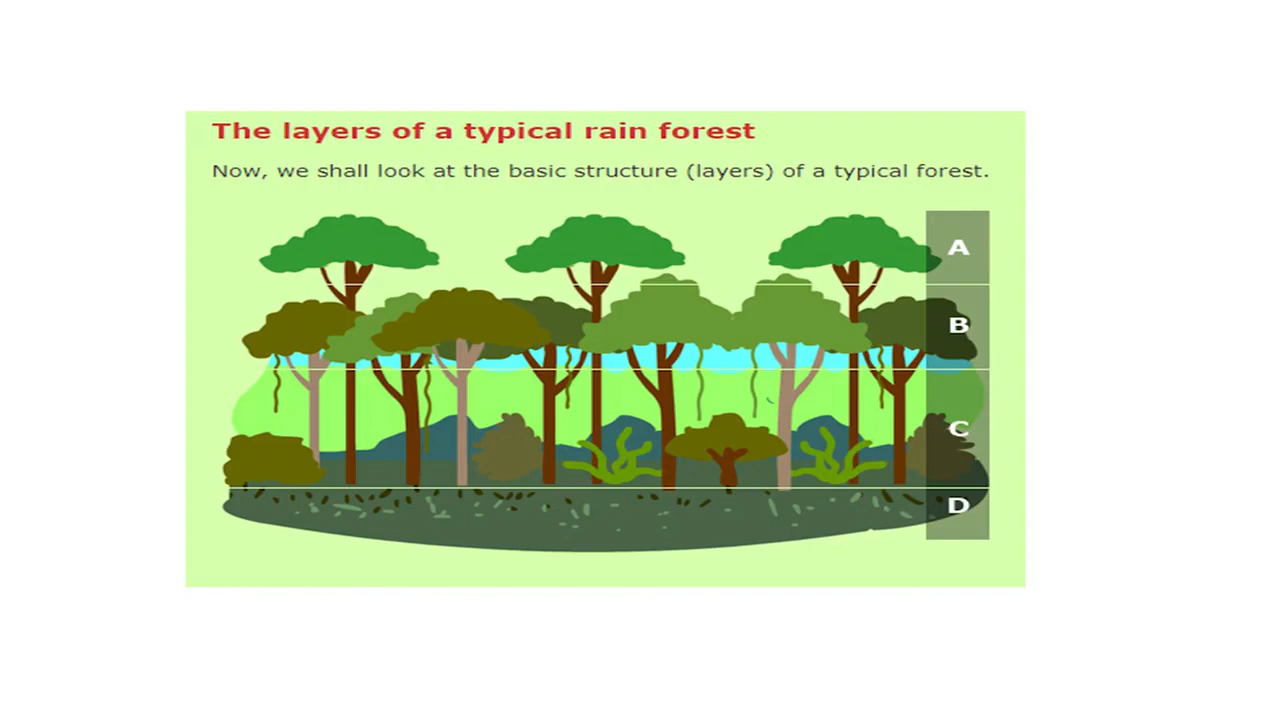 The layers of a typical rain forest
Now, we shall look at the basic structure (layers) of a typical forest.
A
B
C
D